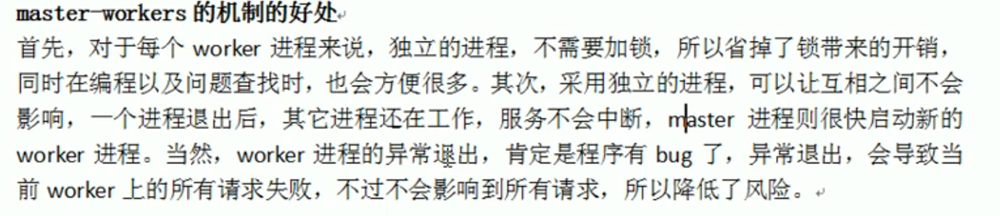 master-workers 的机制的好处
首先，对于每个 worker 进程来说，独立的进程，不需要加锁，所以省掉了锁带来的开销，
同时在编程以及问题查找时，也会方便很多。其次，采用独立的进程，可以让互相之间不会
影响，一个进程退出后，其它进程还在工作，服务不会中断，master 进程则很快启动新的
worker 进程。当然，worker 进程的异常退出，肯定是程序有 bug 了，异常退出，会导致当
前 worker 上的所有请求失败，不过不会影响到所有请求，所以降低了风险。